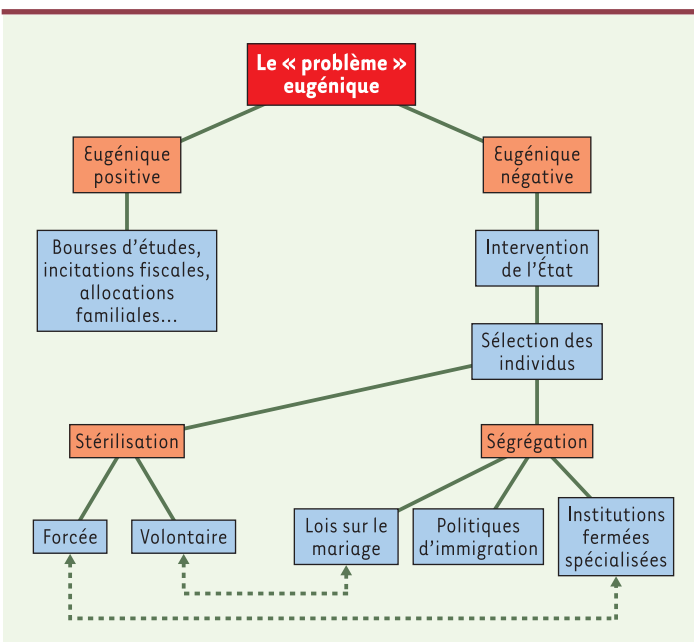 Le « problème »
eugénique
Eugénique
positive
Eugénique
négative
Bourses d’études,
incitations fiscales,
allocations
familiales...
Intervention
de l’État
Sélection des
individus
Stérilisation
Ségrégation
Forcée
Volontaire
Lois sur le
mariage
Politiques
d’immigration
Institutions
fermées
spécialisées